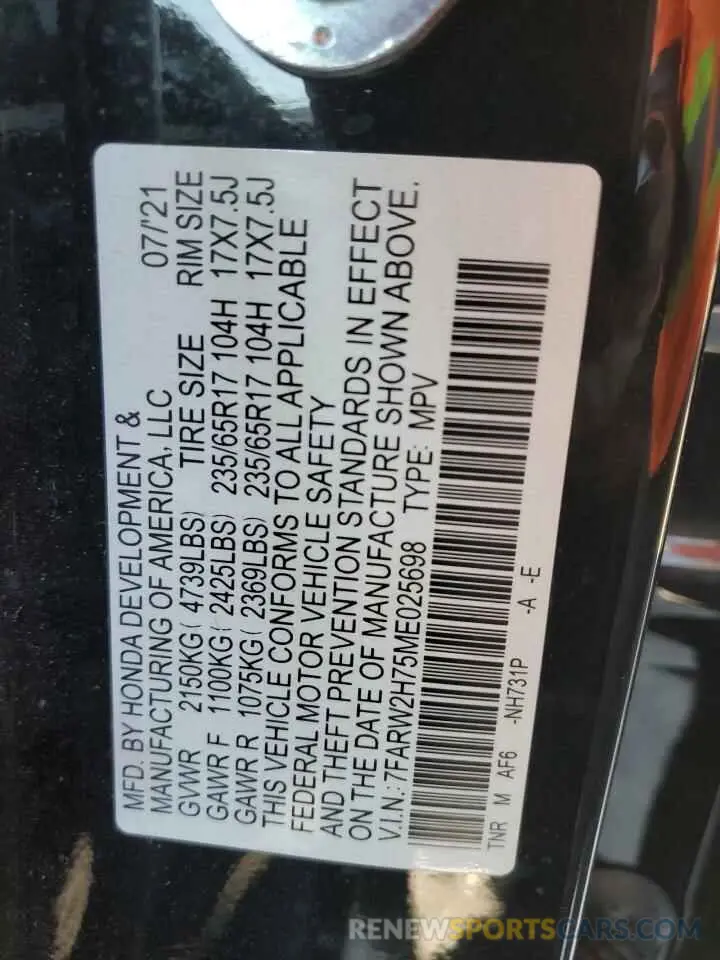 MFD. BY HONDA DEVELOPMENT &
MANUFACTURING OF AMERICA, LLC 07/'21
GVWR 2150KG( 4739LBS) TIRE SIZE RIM SIZE
GAWR F 1100KG( 2425LBS) 235/65R17 104H 17X7.5J
GAWR R 1075KG( 2369LBS) 235/65R17 104H 17X7.5J
THIS VEHICLE CONFORMS TO ALL APPLICABLE
FEDERAL MOTOR VEHICLE SAFETY
AND THEFT PREVENTION STANDARDS IN EFFECT
ON THE DATE OF MANUFACTURE SHOWN ABOVE.
V.I.N.: 7FARW2H75ME025698 TYPE: MPV
TNR M AF6 -NH731P -A -E
RENEWSPORTSCARS.COM